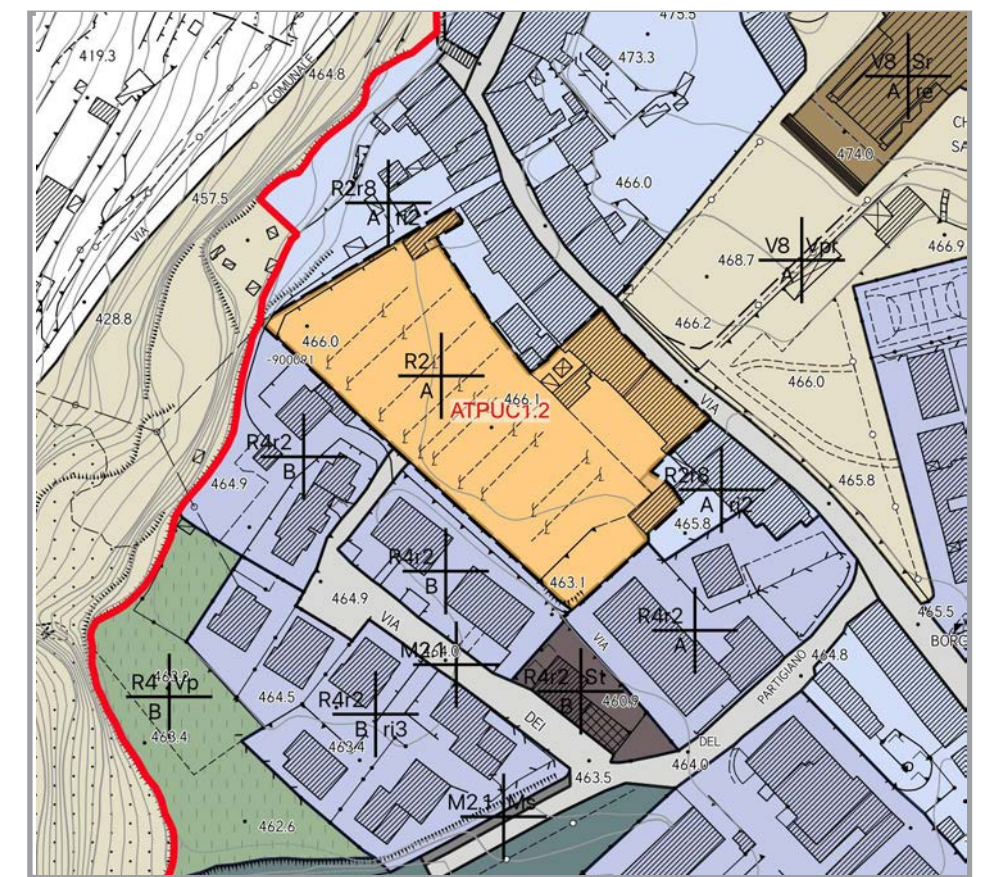 475.5
419.3
473.3
V8 Sr
464.8
A re
COMUNALE
CH
SA
474.0
R2r8
466.0
457.5
A ri2
VIA
V8 Vpr
466.9
468.7
A
428.8
466.2
466.0
-900091
R2
466.0
A
466.1
VIA
ATPUC1.2
R4r2
B
R2r8
465.8
464.9
A ri2
465.8
R4r2
B
463.1
464.9
465.5
R4r2
VIA
VIA
A
BORG
M2.1
464.0
464.8
R4 Vp
463.2
R4r2 St
PARTIGIANO
B
464.5
R4r2
B
460.9
463.4
B ri3
DEI
463.4
DEL
463.5
464.0
M2.1 Ms
462.6